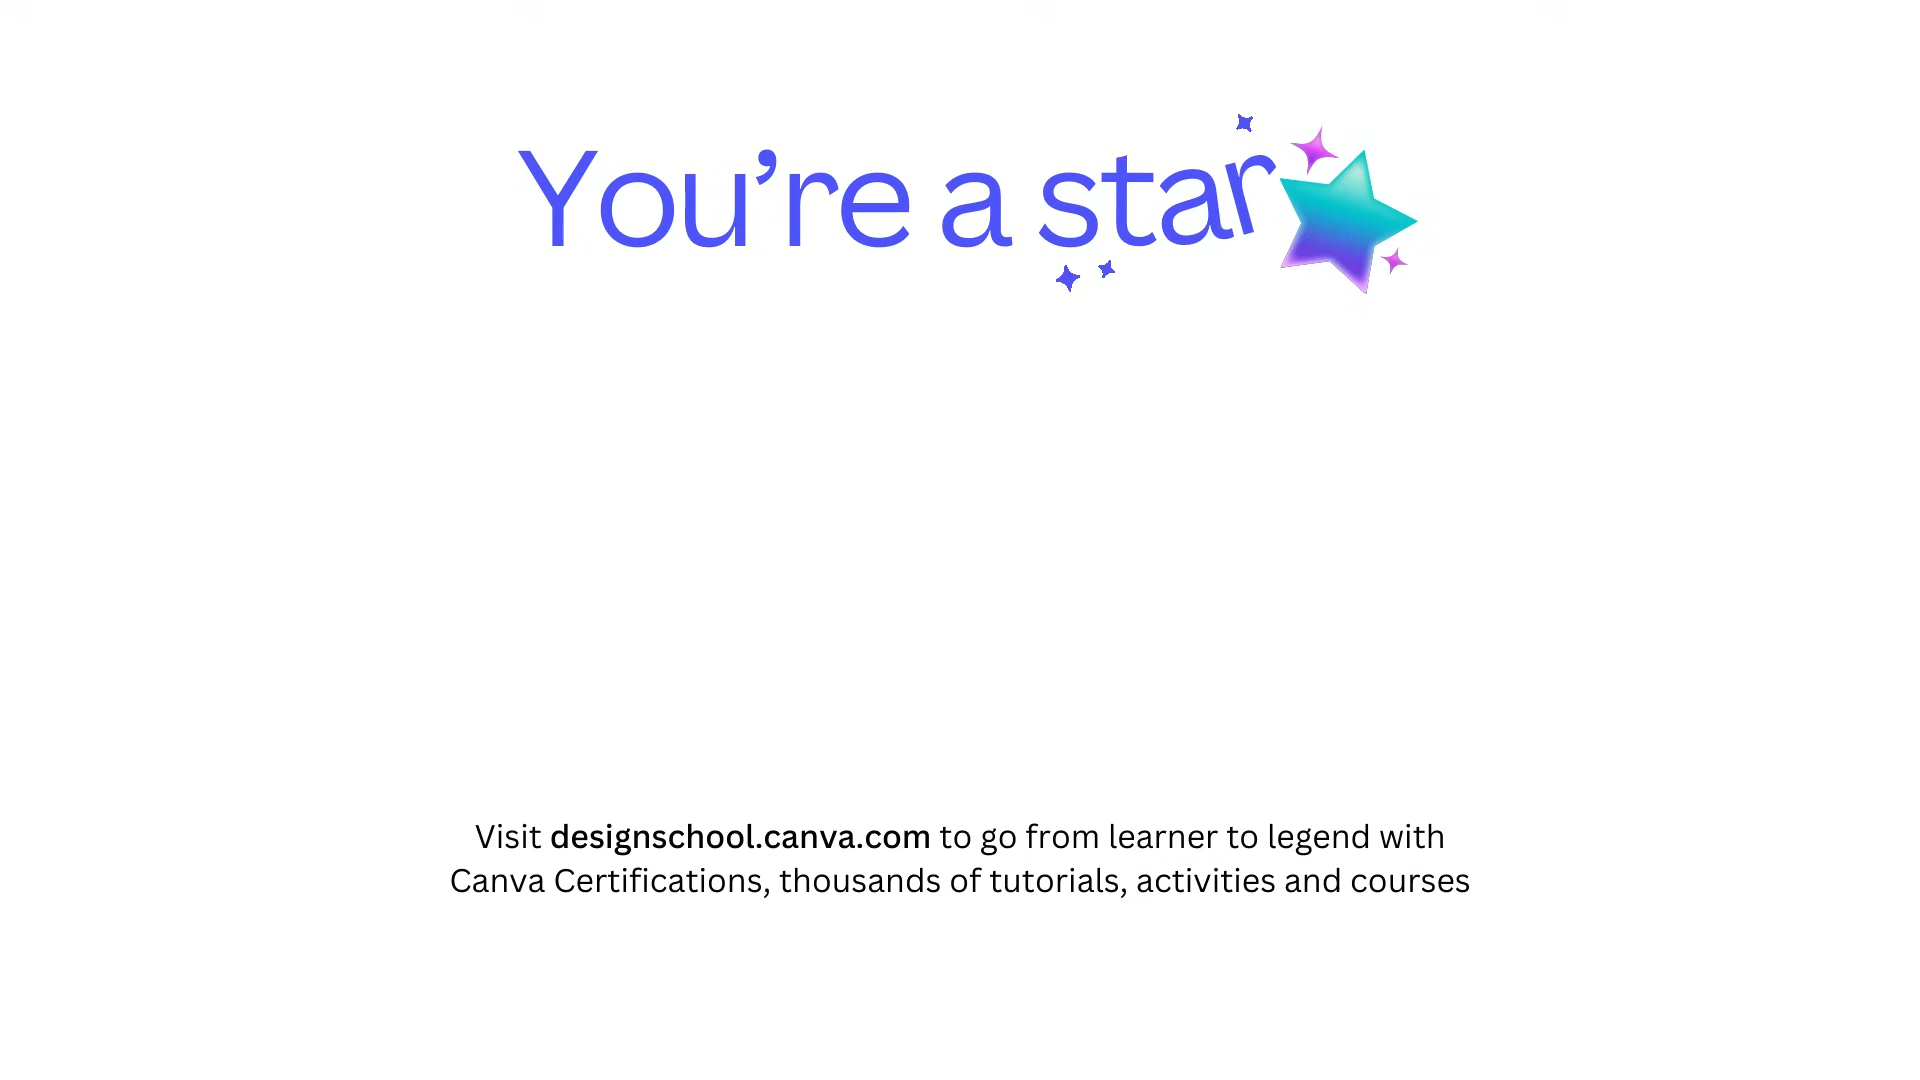 You’re a star
Visit designschool.canva.com to go from learner to legend with
Canva Certifications, thousands of tutorials, activities and courses